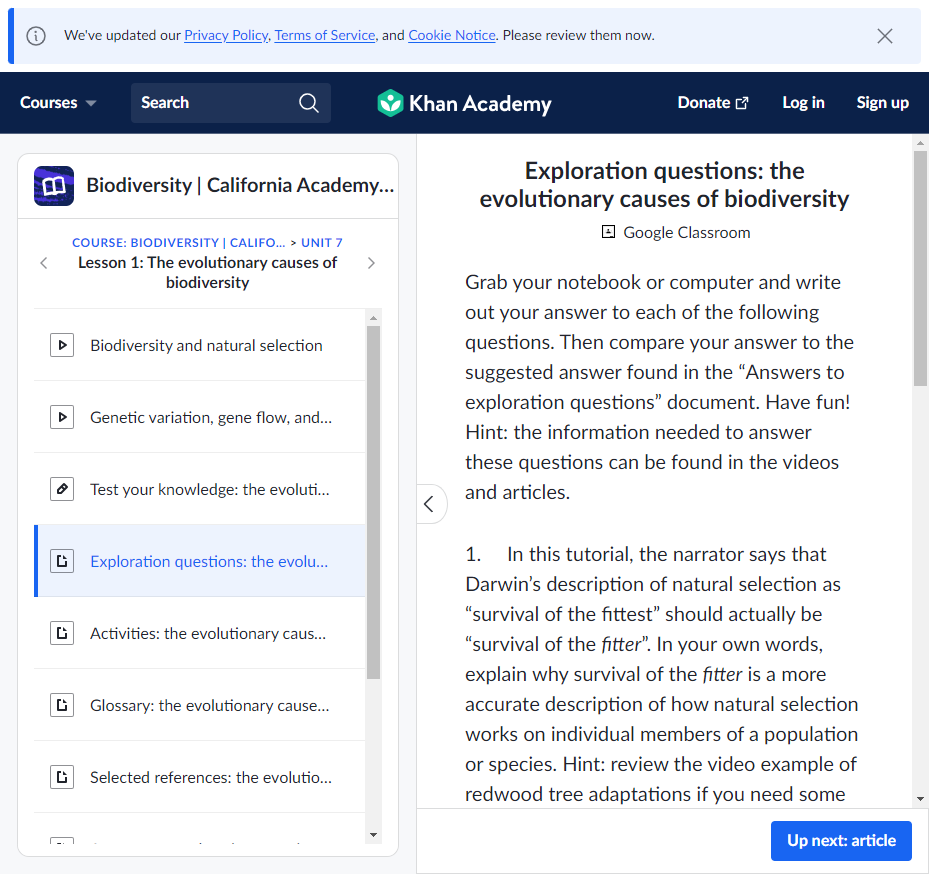 We've updated our Privacy Policy, Terms of Service, and Cookie Notice. Please review them now.
Courses
Search
Khan Academy
Donate
Log in
Sign up
Biodiversity | California Academy...
COURSE: BIODIVERSITY | CALIFO... > UNIT 7
Lesson 1: The evolutionary causes of
biodiversity
Biodiversity and natural selection
Genetic variation, gene flow, and...
Test your knowledge: the evoluti...
Exploration questions: the evolu...
Activities: the evolutionary caus...
Glossary: the evolutionary cause...
Selected references: the evolutio...
Exploration questions: the
evolutionary causes of biodiversity
Google Classroom
Grab your notebook or computer and write
out your answer to each of the following
questions. Then compare your answer to the
suggested answer found in the “Answers to
exploration questions” document. Have fun!
Hint: the information needed to answer
these questions can be found in the videos
and articles.
1. In this tutorial, the narrator says that
Darwin’s description of natural selection as
“survival of the fittest” should actually be
“survival of the fitter”. In your own words,
explain why survival of the fitter is a more
accurate description of how natural selection
works on individual members of a population
or species. Hint: review the video example of
redwood tree adaptations if you need some
Up next: article